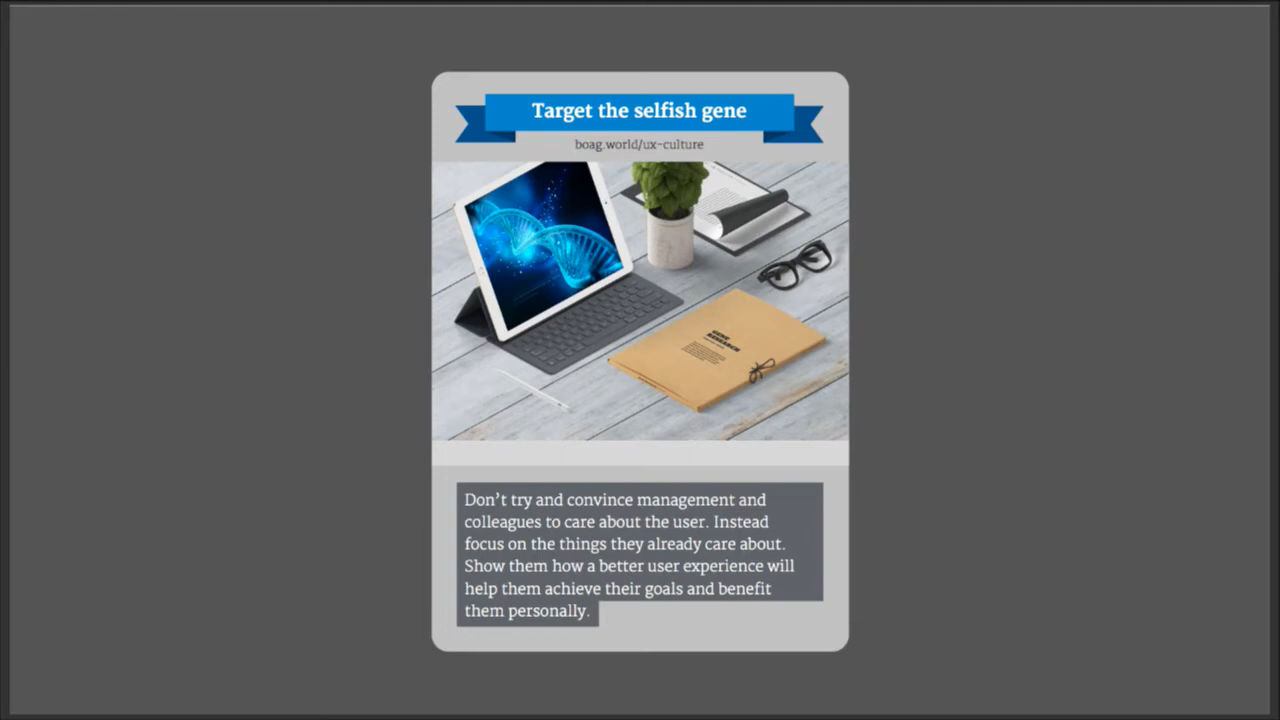 Target the selfish gene
boag.world/ux-culture
GENE
RESEARCH
Don't try and convince management and
colleagues to care about the user. Instead
focus on the things they already care about.
Show them how a better user experience will
help them achieve their goals and benefit
them personally.